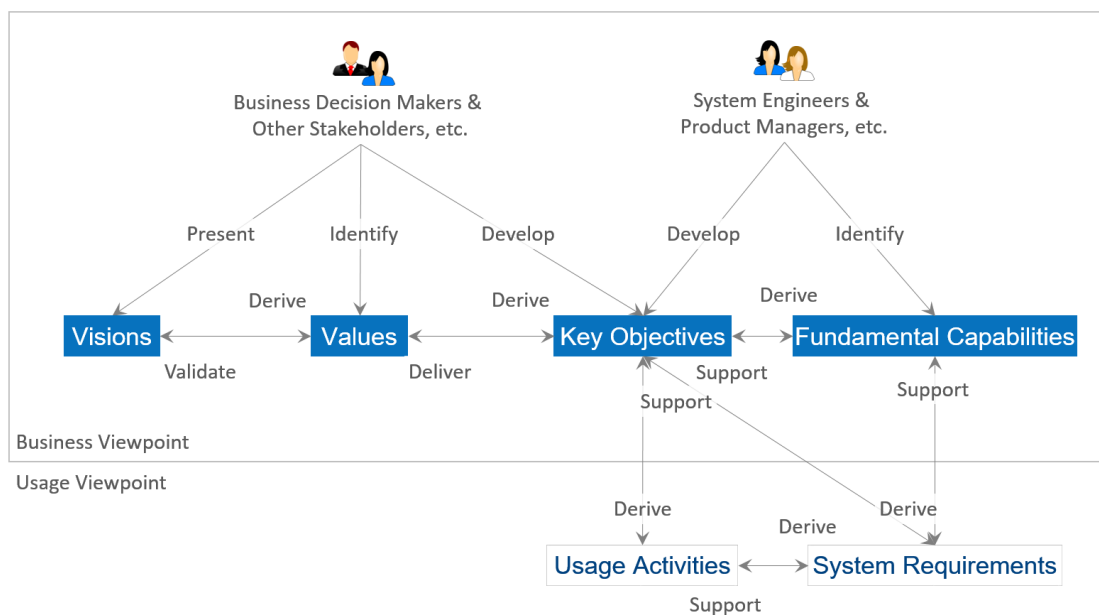 Business Decision Makers &
Other Stakeholders, etc.
System Engineers &
Product Managers, etc.
Present
Identify
Develop
Develop
Identify
Derive
Derive
Derive
Visions
Values
Key Objectives
Fundamental Capabilities
Validate
Deliver
Support
Support
Support
Business Viewpoint
Usage Viewpoint
Derive
Derive
Derive
Usage Activities
System Requirements
Support